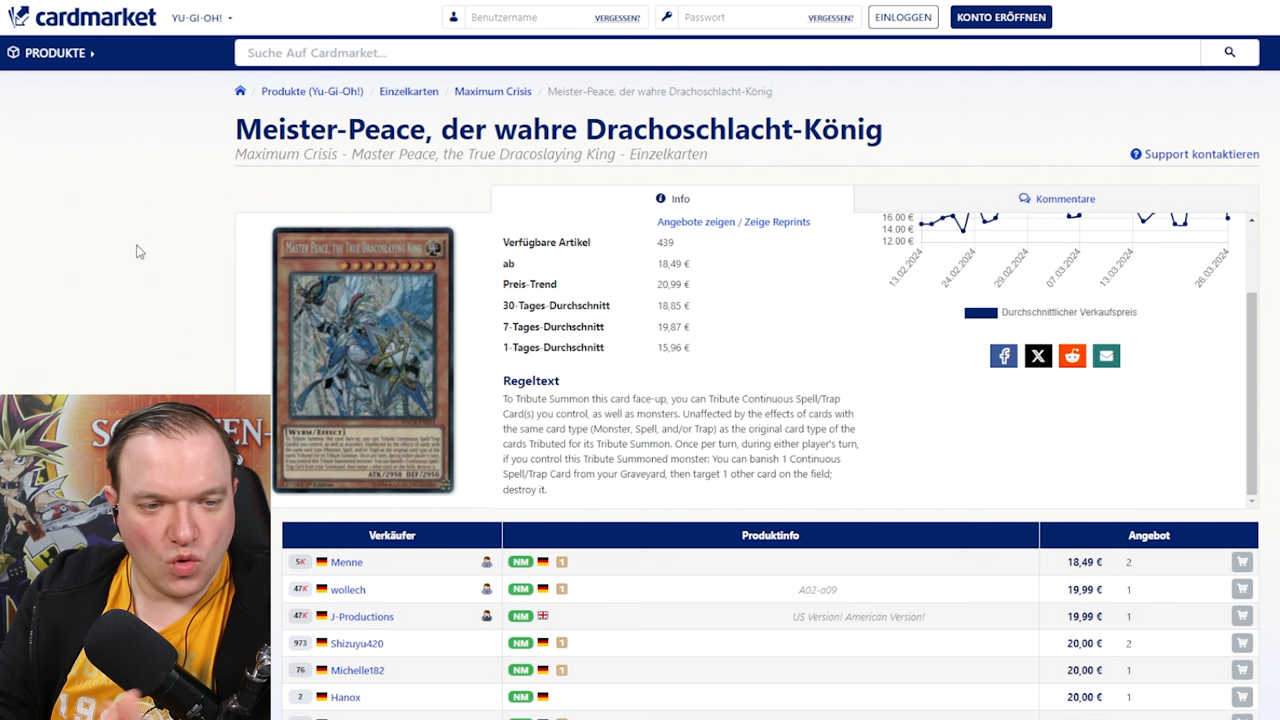 cardmarket
YU-GI-OH!
Benutzername
VERGESSEN?
Passwort
VERGESSEN?
EINLOGGEN
KONTO ERÖFFNEN
PRODUKTE
Suche Auf Cardmarket...
Produkte (Yu-Gi-Oh!) / Einzelkarten / Maximum Crisis / Meister-Peace, der wahre Drachoschlacht-König
Meister-Peace, der wahre Drachoschlacht-König
Maximum Crisis - Master Peace, the True Dracoslaying King - Einzelkarten
Support kontaktieren
Info
Kommentare
Angebote zeigen / Zeige Reprints
Verfügbare Artikel 439
ab 18,49 €
Preis-Trend 20,99 €
30-Tages-Durchschnitt 18,85 €
7-Tages-Durchschnitt 19,87 €
1-Tages-Durchschnitt 15,96 €
Regeltext
To Tribute Summon this card face-up, you can Tribute Continuous Spell/Trap
Card(s) you control, as well as monsters. Unaffected by the effects of cards with
the same card type (Monster, Spell, and/or Trap) as the original card type of the
cards Tributed for its Tribute Summon. Once per turn, during either player's turn,
if you control this Tribute Summoned monster: You can banish 1 Continuous
Spell/Trap Card from your Graveyard, then target 1 other card on the field;
destroy it.
16.00 €
14.00 €
12.00 €
13.02.2024
24.02.2024
29.02.2024
07.03.2024
13.03.2024
26.03.2024
Durchschnittlicher Verkaufspreis
MASTER PEACE, THE TRUE DRACOSLAYING KING
[WYRM/EFFECT]
ATK/2950 DEF/2950
Verkäufer Produktinfo Angebot
5K Menne NM 1 18,49 € 2
47K wollech NM 1 A02-a09 19,99 € 1
47K J-Productions NM US Version! American Version! 19,99 € 1
973 Shizuyu420 NM 1 20,00 € 2
76 Michelle182 NM 1 20,00 € 1
2 Hanox NM 20,00 € 1